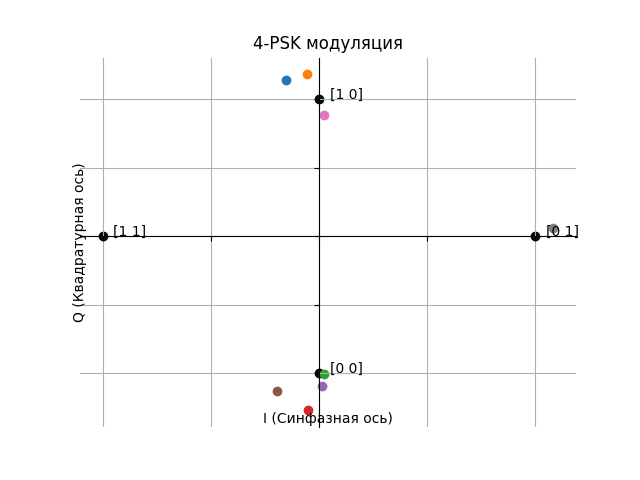 4-PSK модуляция
[1 0]
Q (Квадратурная ось)
[1 1]
[0 1]
[0 0]
I (Синфазная ось)